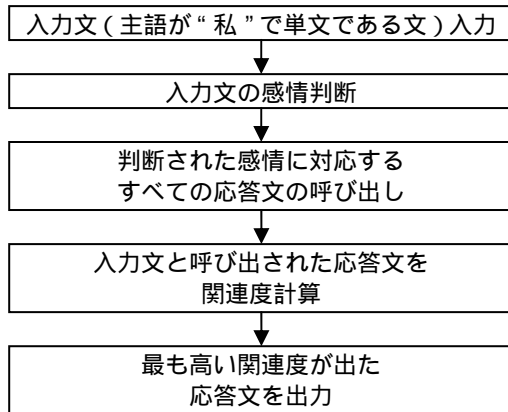 入力文（主語が“私”で単文である文）入力
入力文の感情判断
判断された感情に対応する
すべての応答文の呼び出し
入力文と呼び出された応答文を
関連度計算
最も高い関連度が出た
応答文を出力